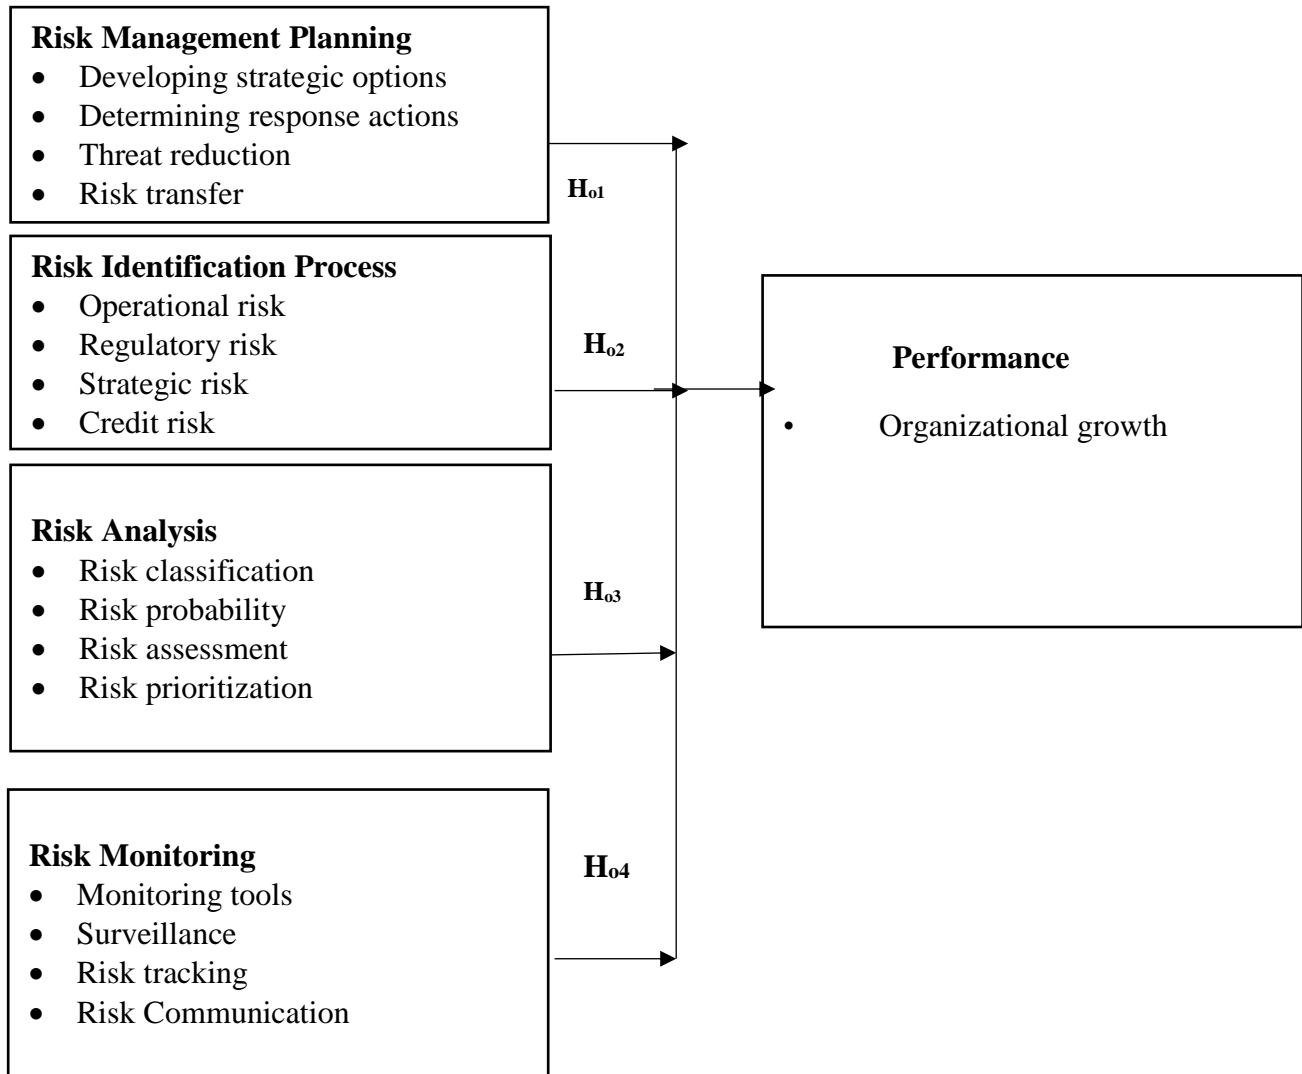 Risk Management Planning
• Developing strategic options
• Determining response actions
• Threat reduction
• Risk transfer
Ho1
Risk Identification Process
• Operational risk
• Regulatory risk
• Strategic risk
• Credit risk
Ho2
Risk Analysis
• Risk classification
• Risk probability
• Risk assessment
• Risk prioritization
Ho3
Risk Monitoring
• Monitoring tools
• Surveillance
• Risk tracking
• Risk Communication
Ho4
Performance
• Organizational growth